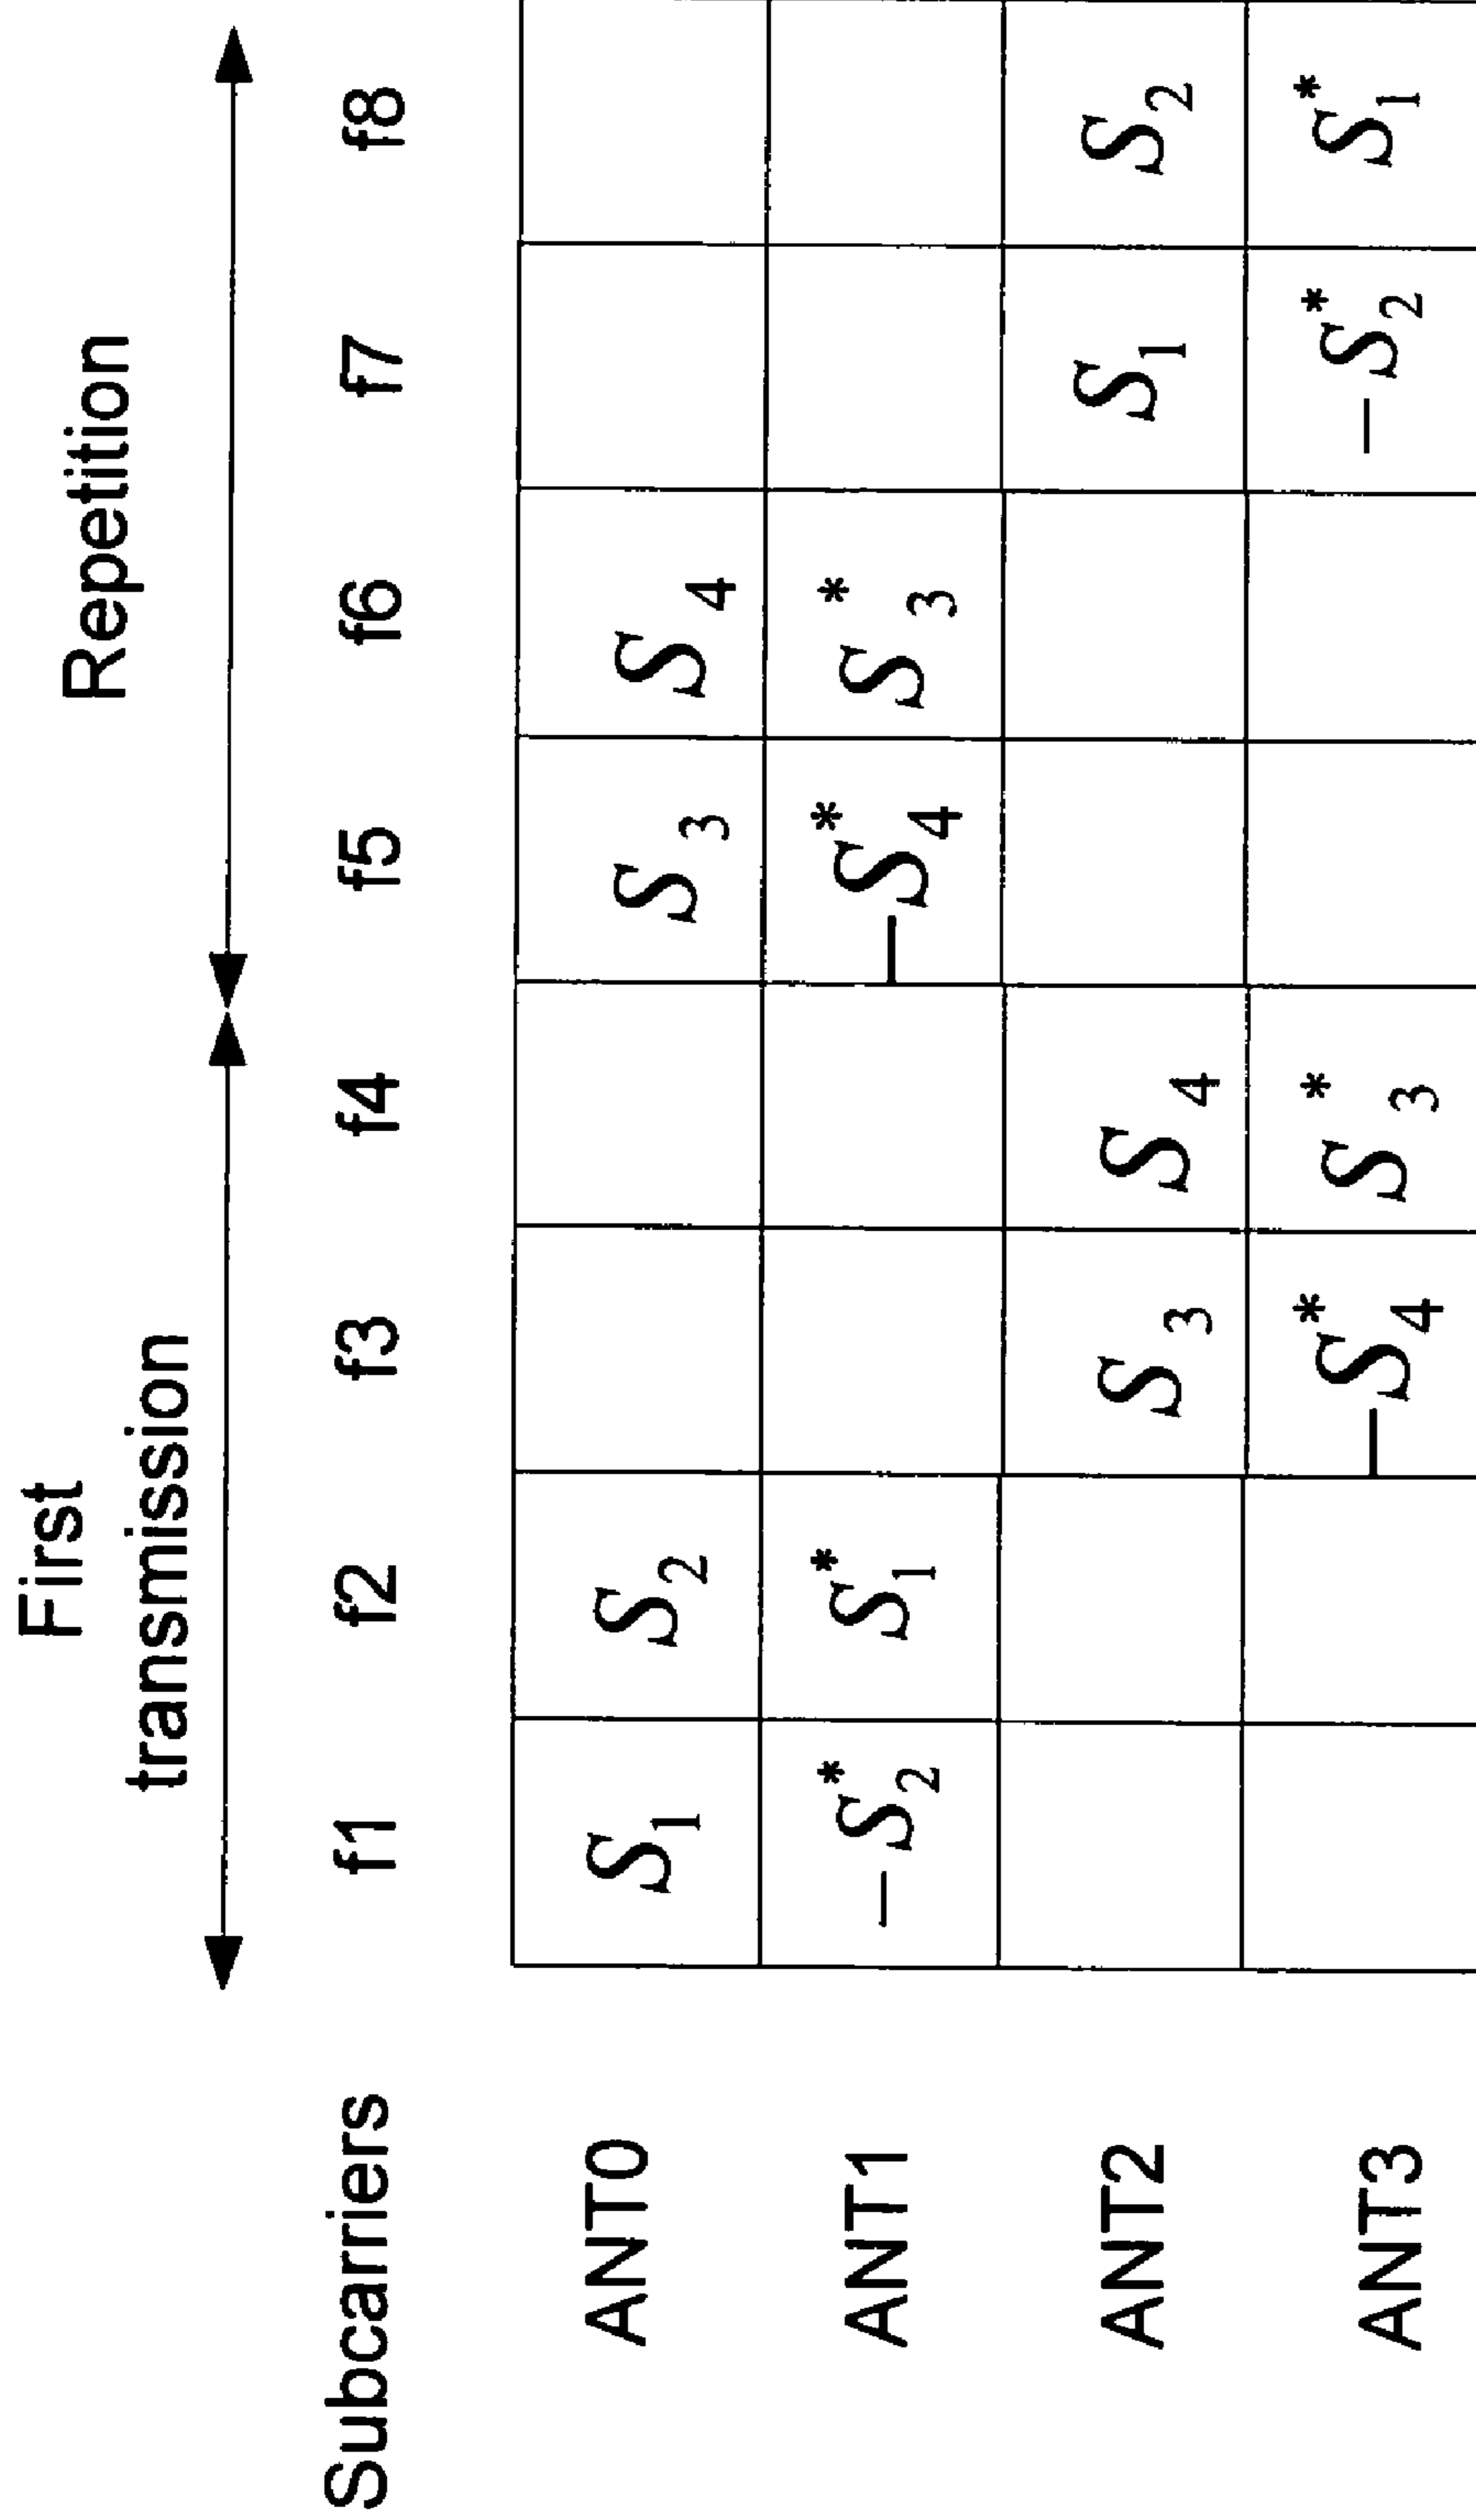 First
transmission
Repetition
Subcarriers f1 f2 f3 f4 f5 f6 f7 f8
ANT0 S1 S2 S3 S4
ANT1 −S2* S1* −S4* S3*
ANT2 S3 S4 S1 S2
ANT3 −S4* S3* −S2* S1*